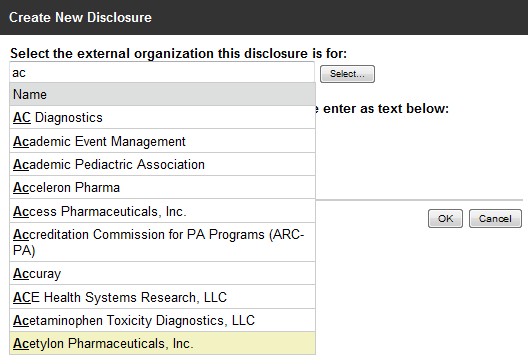 Create New Disclosure
Select the external organization this disclosure is for:
ac
Select...
Name
enter as text below:
AC Diagnostics
Academic Event Management
Academic Pediactric Association
Acceleron Pharma
Access Pharmaceuticals, Inc.
Accreditation Commission for PA Programs (ARC-
PA)
OK
Cancel
Accuray
ACE Health Systems Research, LLC
Acetaminophen Toxicity Diagnostics, LLC
Acetylon Pharmaceuticals, Inc.